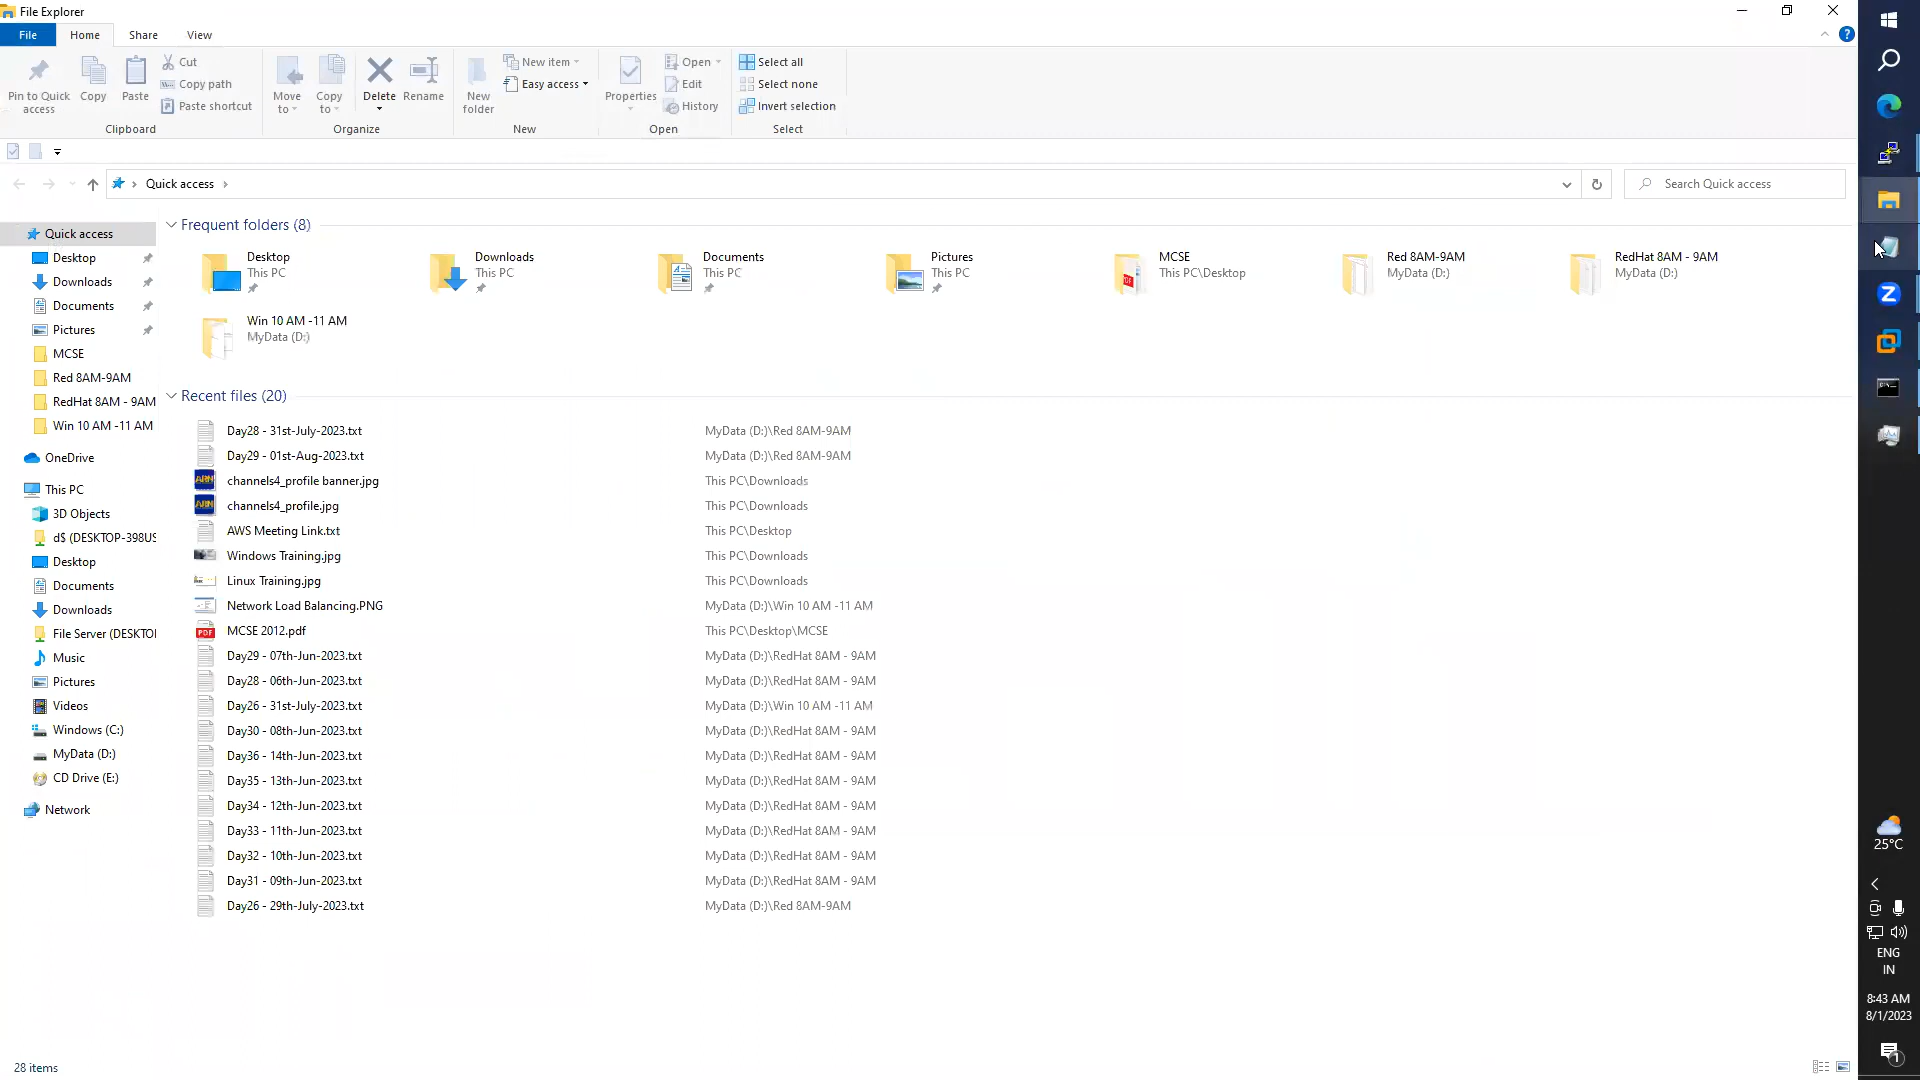 File Explorer
File Home Share View
Pin to Quick access
Copy
Paste
Cut
Copy path
Paste shortcut
Clipboard
Move to
Copy to
Delete
Rename
Organize
New folder
New item
Easy access
New
Properties
Open
Edit
History
Open
Select all
Select none
Invert selection
Select
Quick access
Search Quick access
Quick access
Desktop
Downloads
Documents
Pictures
MCSE
Red 8AM-9AM
RedHat 8AM - 9AM
Win 10 AM -11 AM
OneDrive
This PC
3D Objects
d$ (DESKTOP-398US
Desktop
Documents
Downloads
File Server (DESKTO
Music
Pictures
Videos
Windows (C:)
MyData (D:)
CD Drive (E:)
Network
Frequent folders (8)
Desktop
This PC
Downloads
This PC
Documents
This PC
Pictures
This PC
MCSE
This PC\Desktop
Red 8AM-9AM
MyData (D:)
RedHat 8AM - 9AM
MyData (D:)
Win 10 AM -11 AM
MyData (D:)
Recent files (20)
Day28 - 31st-July-2023.txt MyData (D:)\Red 8AM-9AM
Day29 - 01st-Aug-2023.txt MyData (D:)\Red 8AM-9AM
channels4_profile banner.jpg This PC\Downloads
channels4_profile.jpg This PC\Downloads
AWS Meeting Link.txt This PC\Desktop
Windows Training.jpg This PC\Downloads
Linux Training.jpg This PC\Downloads
Network Load Balancing.PNG MyData (D:)\Win 10 AM -11 AM
MCSE 2012.pdf This PC\Desktop\MCSE
Day29 - 07th-Jun-2023.txt MyData (D:)\RedHat 8AM - 9AM
Day28 - 06th-Jun-2023.txt MyData (D:)\RedHat 8AM - 9AM
Day26 - 31st-July-2023.txt MyData (D:)\Win 10 AM -11 AM
Day30 - 08th-Jun-2023.txt MyData (D:)\RedHat 8AM - 9AM
Day36 - 14th-Jun-2023.txt MyData (D:)\RedHat 8AM - 9AM
Day35 - 13th-Jun-2023.txt MyData (D:)\RedHat 8AM - 9AM
Day34 - 12th-Jun-2023.txt MyData (D:)\RedHat 8AM - 9AM
Day33 - 11th-Jun-2023.txt MyData (D:)\RedHat 8AM - 9AM
Day32 - 10th-Jun-2023.txt MyData (D:)\RedHat 8AM - 9AM
Day31 - 09th-Jun-2023.txt MyData (D:)\RedHat 8AM - 9AM
Day26 - 29th-July-2023.txt MyData (D:)\Red 8AM-9AM
28 items
25°C
ENG
IN
8:43 AM
8/1/2023
1